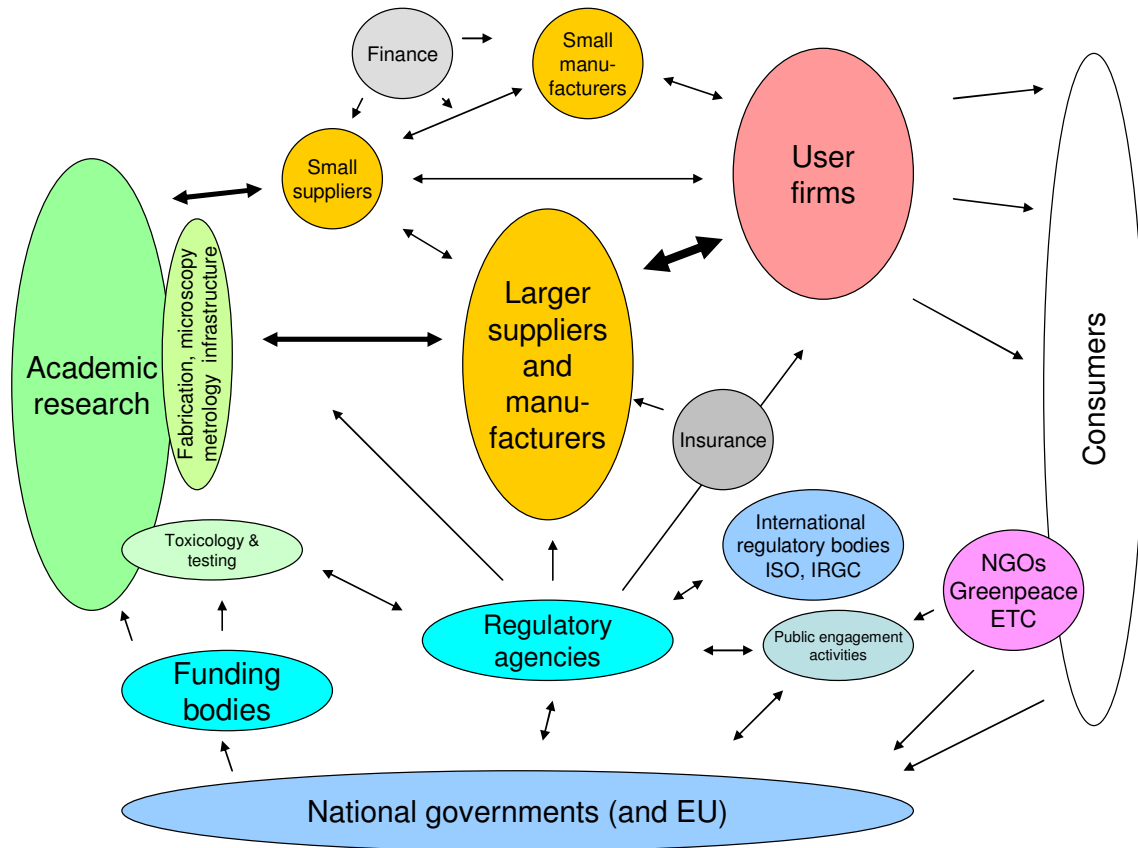 Finance
Small
manu-
facturers
User
firms
Small
suppliers
Fabrication, microscopy
metrology infrastructure
Larger
suppliers
and
manu-
facturers
Academic
research
Consumers
Insurance
International
regulatory bodies
ISO, IRGC
Toxicology &
testing
NGOs
Greenpeace
ETC
Regulatory
agencies
Public engagement
activities
Funding
bodies
National governments (and EU)